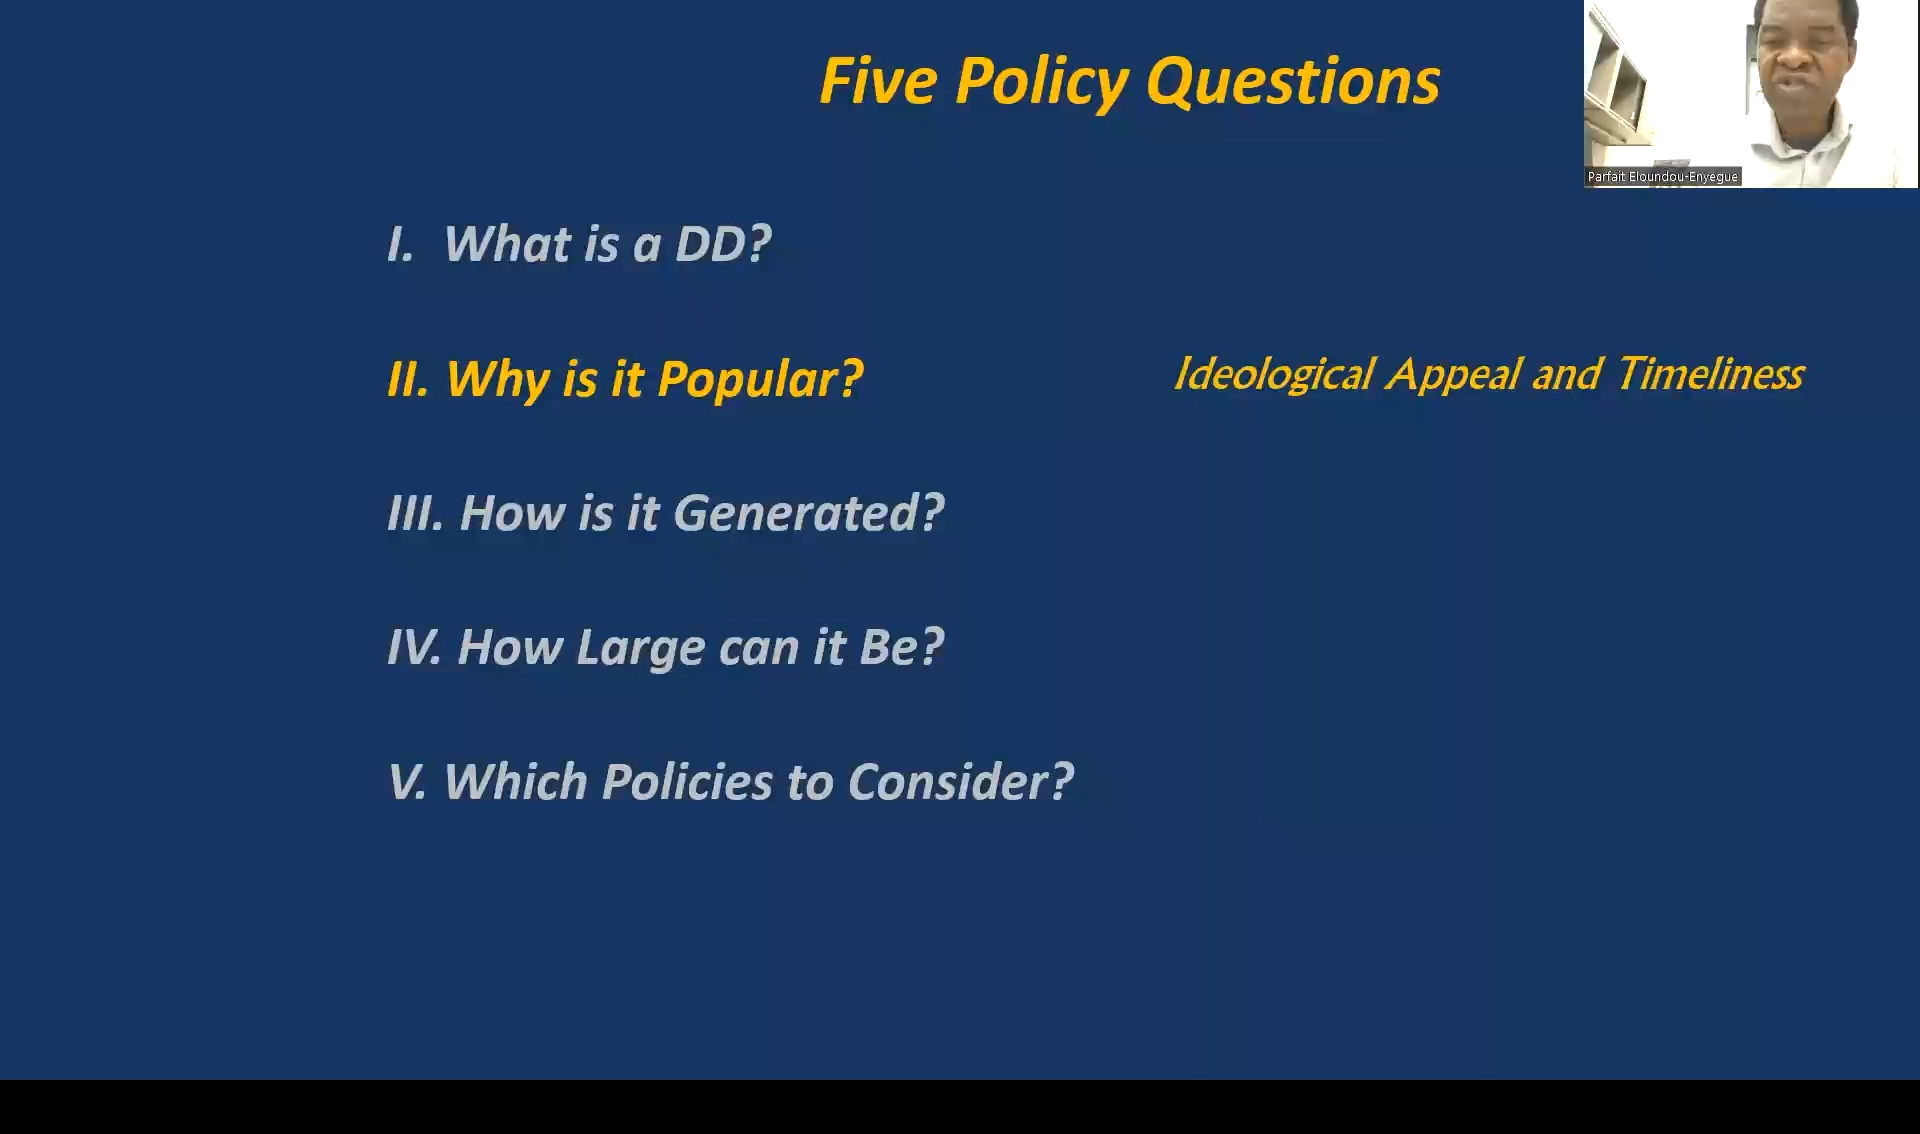 Five Policy Questions
Parfait Eloundou-Enyegue
I. What is a DD?
II. Why is it Popular?
Ideological Appeal and Timeliness
III. How is it Generated?
IV. How Large can it Be?
V. Which Policies to Consider?